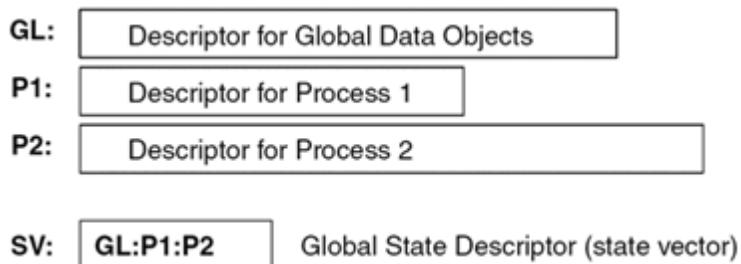 GL: Descriptor for Global Data Objects
P1: Descriptor for Process 1
P2: Descriptor for Process 2
SV: GL:P1:P2 Global State Descriptor (state vector)